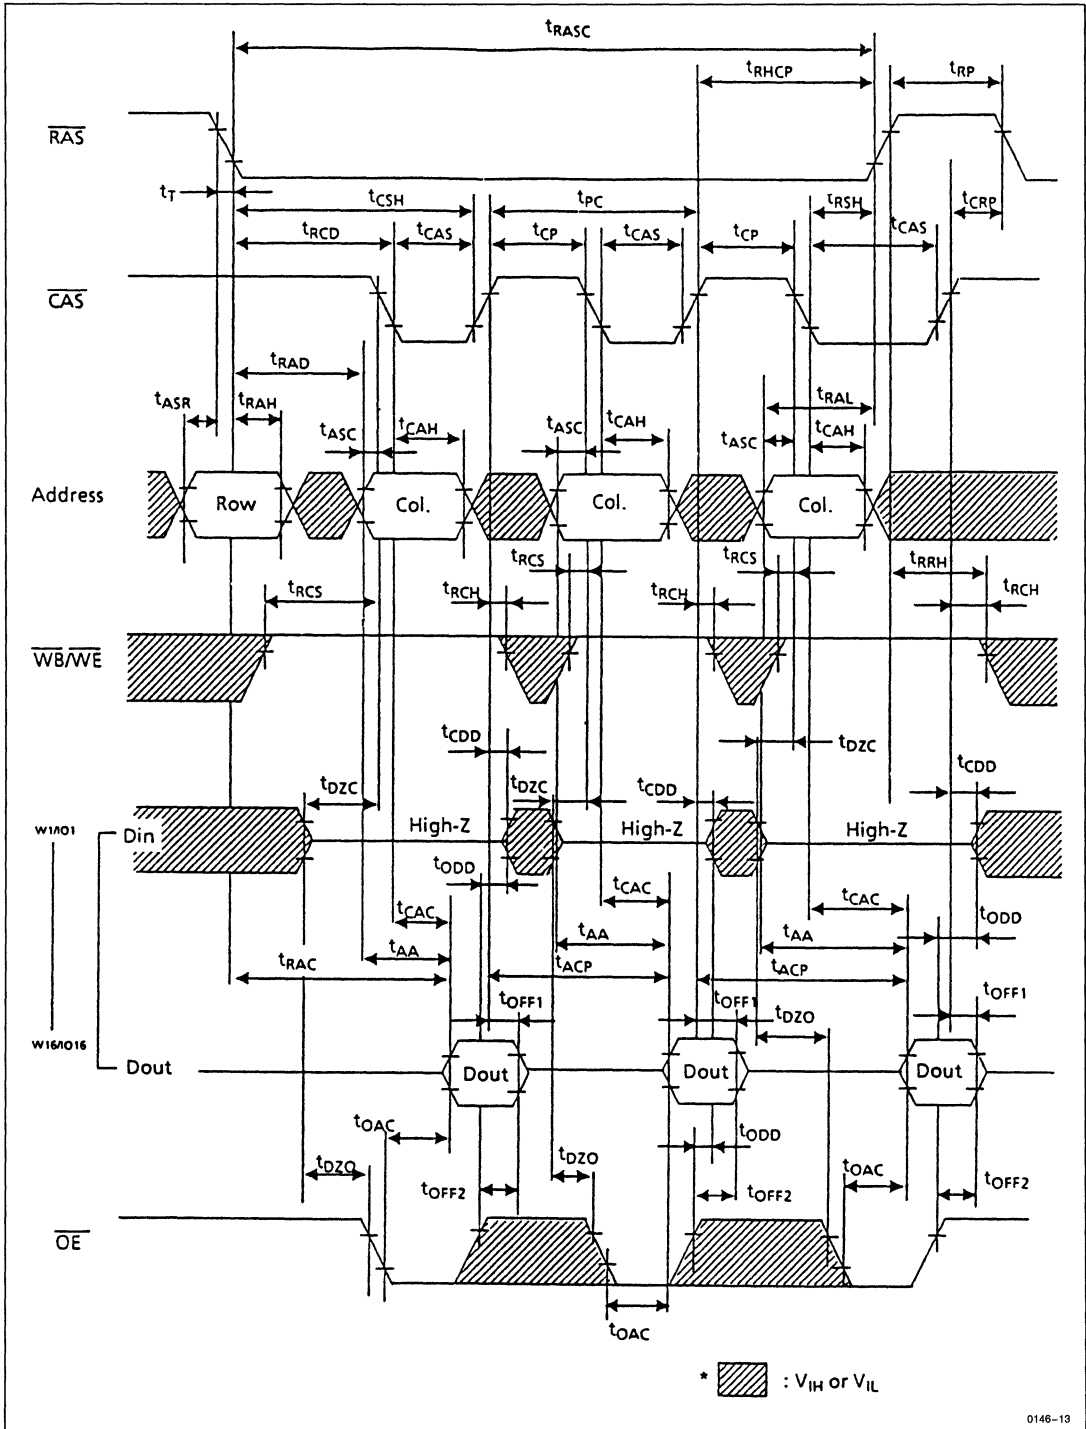 tRASC
tRHCP tRP
RAS
tT tCSH tPC tRSH tCRP
tRCD tCAS tCP tCAS tCP tCAS
CAS
tRAD
tASR tRAH tRAL
tASC tCAH tASC tCAH tASC tCAH
Address Row Col. Col. Col.
tRCS tRCS tRRH
tRCS tRCH tRCH tRCH
WB/WE
tCDD tDZC
tDZC tDZC tCDD tCDD
W1/IO1 Din High-Z High-Z High-Z
tODD
tCAC tCAC tCAC tODD
tAA tAA tAA
tRAC tACP tACP
tOFF1 tOFF1 tOFF1
tDZO
W16/IO16
Dout Dout Dout Dout
tOAC tODD
tDZO tDZO tOAC
tOFF2 tOFF2 tOFF2
OE
tOAC
* : VIH or VIL
0146-13